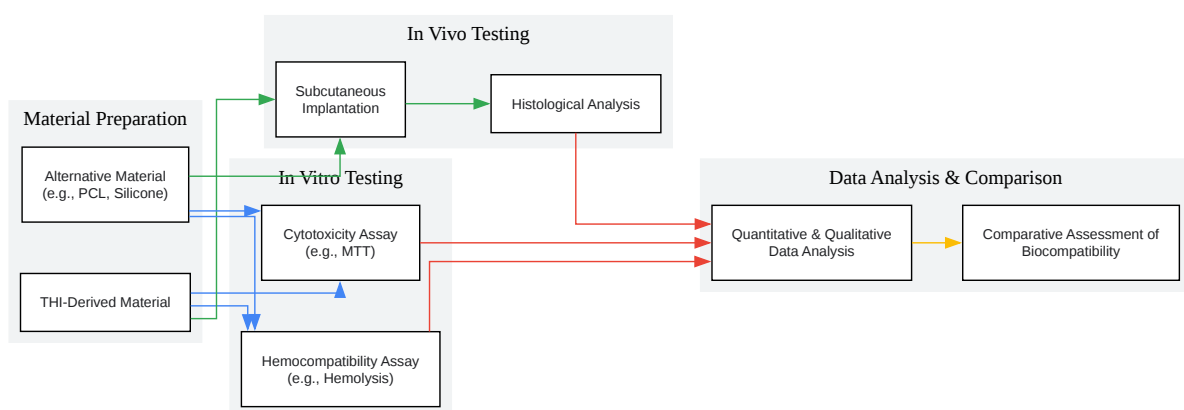 In Vivo Testing
Subcutaneous
Implantation
Histological Analysis
Material Preparation
Alternative Material
(e.g., PCL, Silicone)
THI-Derived Material
In Vitro Testing
Cytotoxicity Assay
(e.g., MTT)
Hemocompatibility Assay
(e.g., Hemolysis)
Data Analysis & Comparison
Quantitative & Qualitative
Data Analysis
Comparative Assessment of
Biocompatibility